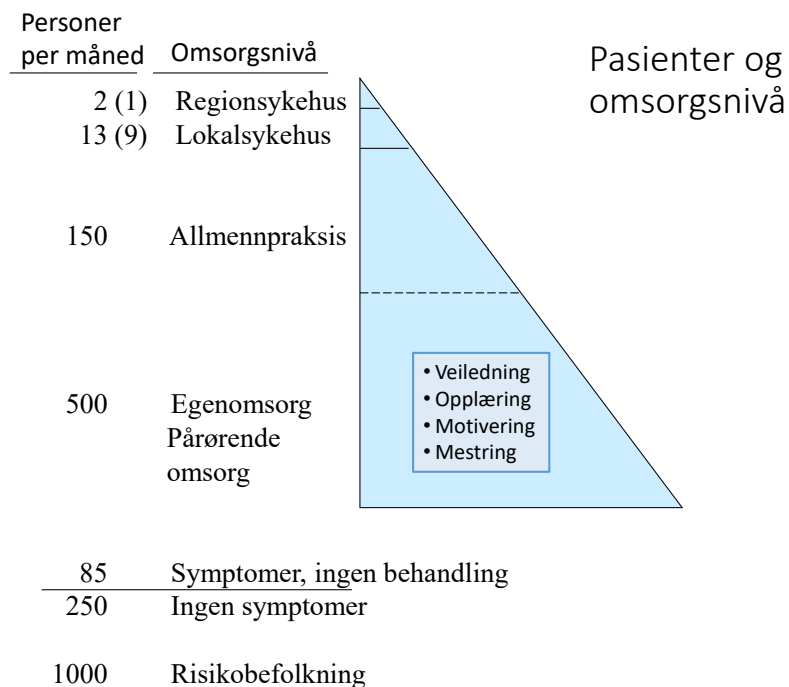 Personer
per måned Omsorgsnivå
Pasienter og
omsorgsnivå
2 (1) Regionsykehus
13 (9) Lokalsykehus
150 Allmennpraksis
500 Egenomsorg
Pårørende
omsorg
• Veiledning
• Opplæring
• Motivering
• Mestring
85 Symptomer, ingen behandling
250 Ingen symptomer
1000 Risikobefolkning